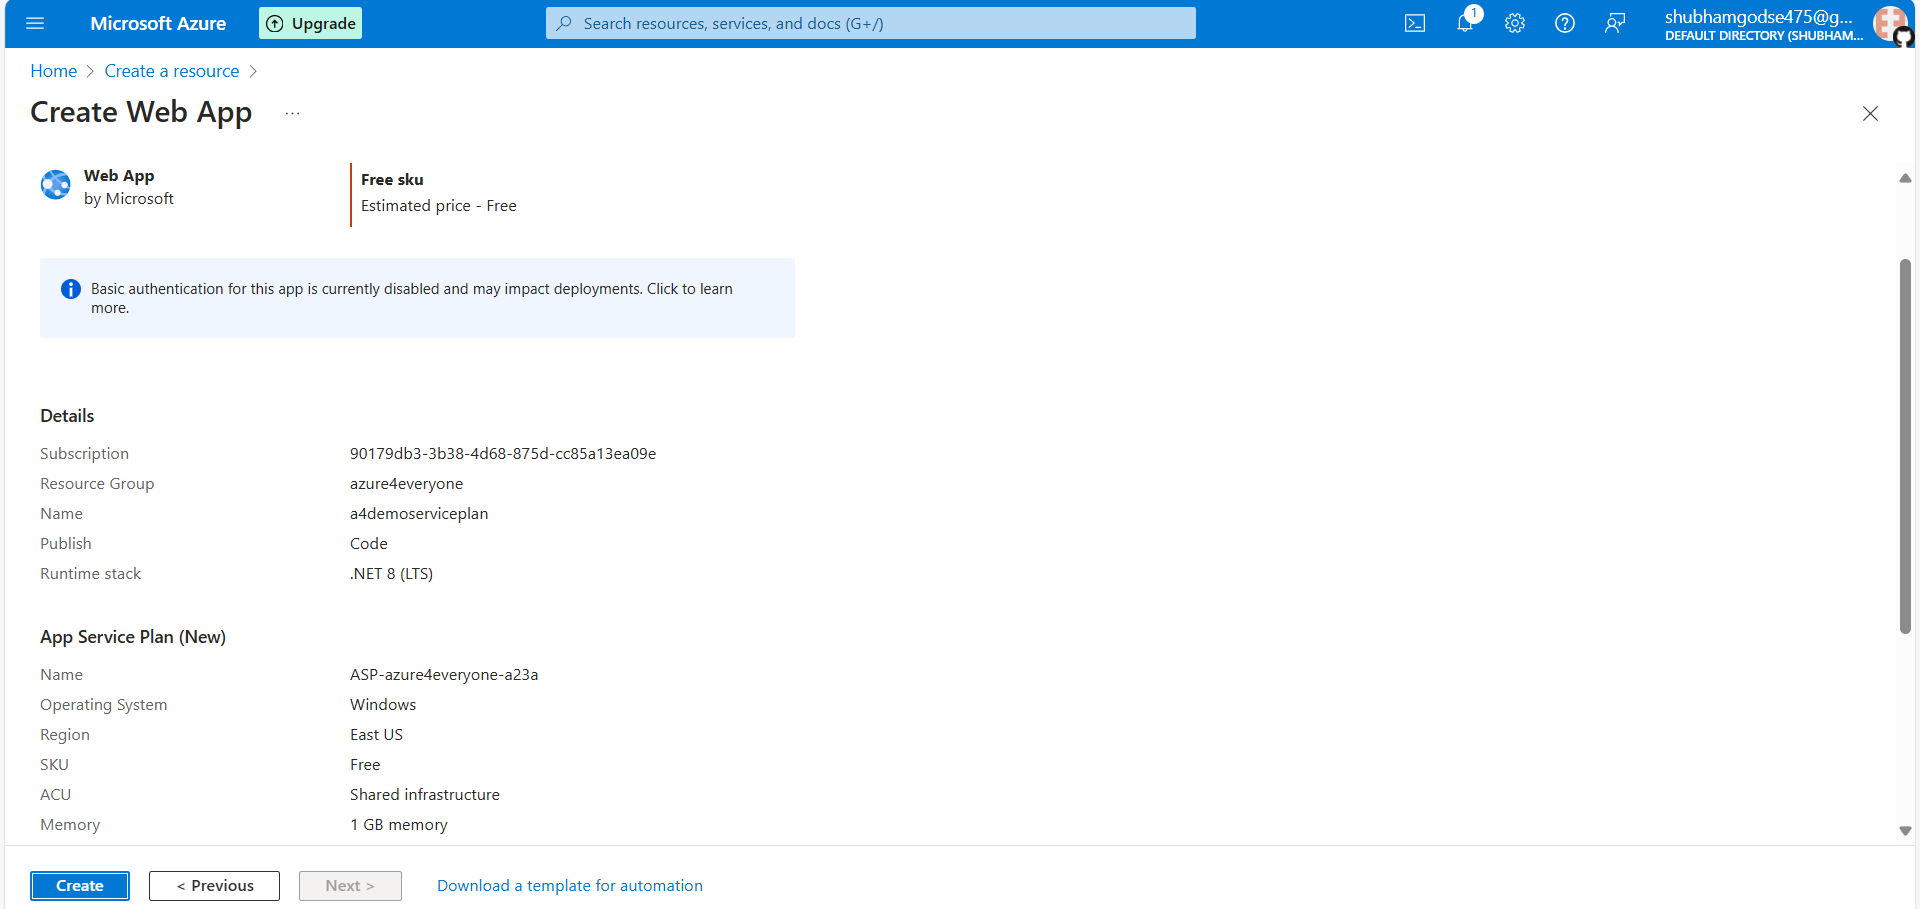 Microsoft Azure
Upgrade
Search resources, services, and docs (G+/)
1
shubhamgodse475@g...
DEFAULT DIRECTORY (SHUBHAM...
Home > Create a resource >
Create Web App ...
Web App
by Microsoft
Free sku
Estimated price - Free
Basic authentication for this app is currently disabled and may impact deployments. Click to learn
more.
Details
Subscription 90179db3-3b38-4d68-875d-cc85a13ea09e
Resource Group azure4everyone
Name a4demoserviceplan
Publish Code
Runtime stack .NET 8 (LTS)
App Service Plan (New)
Name ASP-azure4everyone-a23a
Operating System Windows
Region East US
SKU Free
ACU Shared infrastructure
Memory 1 GB memory
Create
< Previous
Next >
Download a template for automation